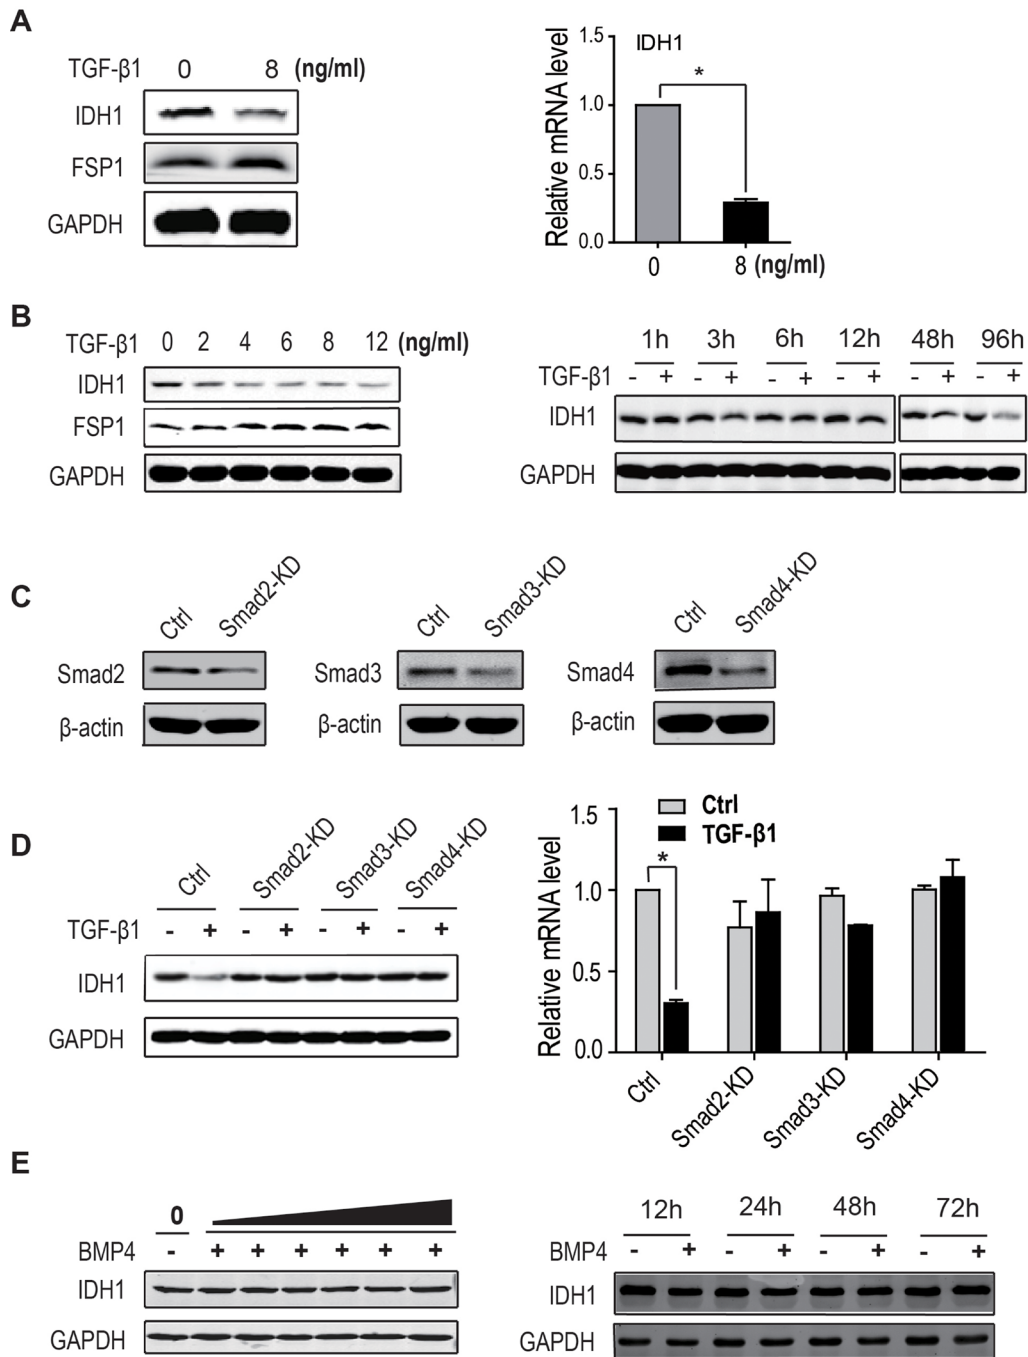 A
TGF-β1 0 8 (ng/ml)
IDH1
FSP1
GAPDH
IDH1
*
Relative mRNA level
1.5
1.0
0.5
0.0
0 8 (ng/ml)
B
TGF-β1 0 2 4 6 8 12 (ng/ml)
IDH1
FSP1
GAPDH
1h 3h 6h 12h 48h 96h
TGF-β1 - + - + - + - + - + - +
IDH1
GAPDH
C
Ctrl Smad2-KD
Smad2
β-actin
Ctrl Smad3-KD
Smad3
β-actin
Ctrl Smad4-KD
Smad4
β-actin
D
Ctrl Smad2-KD Smad3-KD Smad4-KD
TGF-β1 - + - + - + - +
IDH1
GAPDH
Ctrl
TGF-β1
*
Relative mRNA level
1.5
1.0
0.5
0.0
Ctrl Smad2-KD Smad3-KD Smad4-KD
E
0
BMP4 - + + + + + +
IDH1
GAPDH
12h 24h 48h 72h
BMP4 - + - + - + - +
IDH1
GAPDH